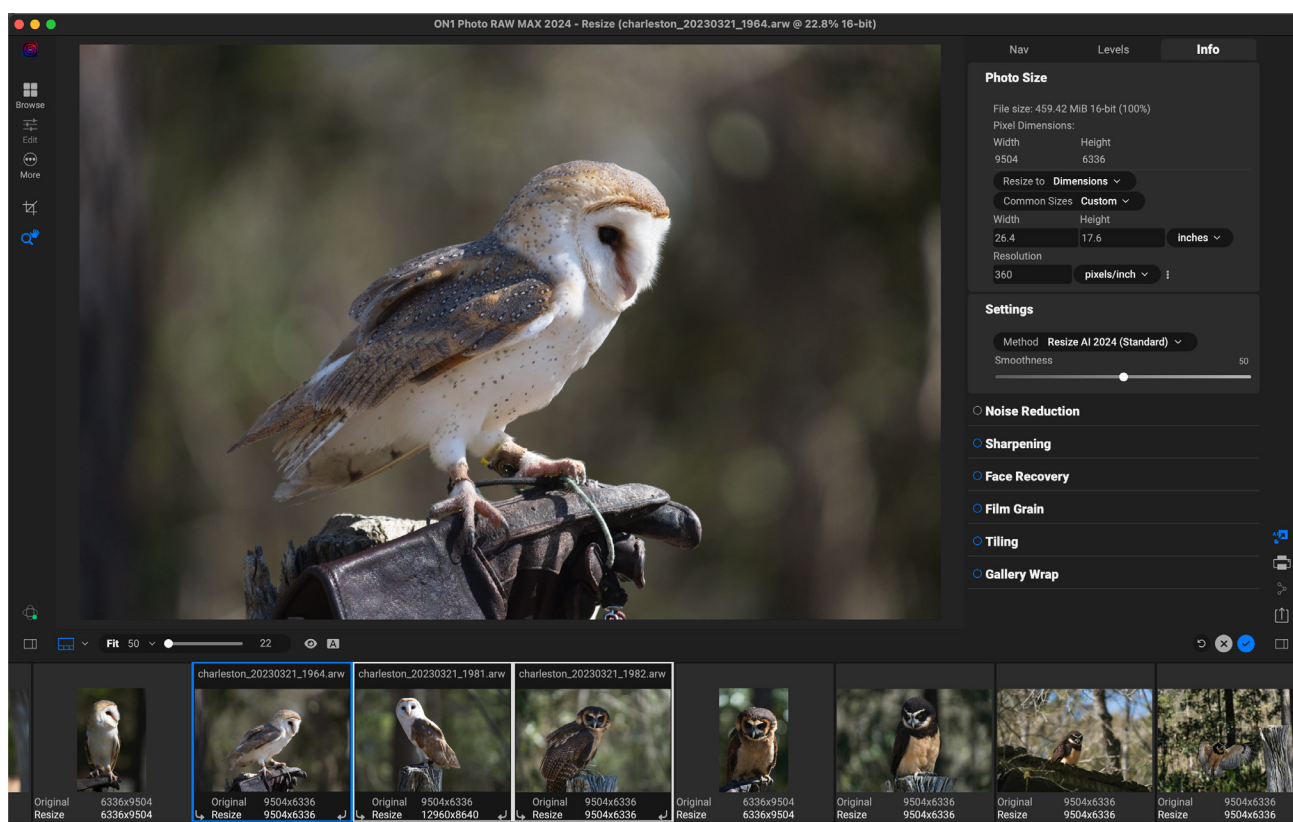 ON1 Photo RAW MAX 2024 - Resize (charleston_20230321_1964.arw @ 22.8% 16-bit)
Browse
Edit
More
Nav Levels Info
Photo Size
File size: 459.42 MiB 16-bit (100%)
Pixel Dimensions:
Width Height
9504 6336
Resize to Dimensions
Common Sizes Custom
Width Height
26.4 17.6 inches
Resolution
360 pixels/inch
Settings
Method Resize AI 2024 (Standard)
Smoothness 50
Noise Reduction
Sharpening
Face Recovery
Film Grain
Tiling
Gallery Wrap
Fit 50 22 A
charleston_20230321_1964.arw charleston_20230321_1981.arw charleston_20230321_1982.arw
Original 6336x9504 Original 9504x6336 Original 9504x6336 Original 9504x6336 Original 6336x9504 Original 9504x6336 Original 9504x6336 Original 9504x6336
Resize 6336x9504 Resize 9504x6336 Resize 12960x8640 Resize 9504x6336 Resize 6336x9504 Resize 9504x6336 Resize 9504x6336 Resize 9504x6336